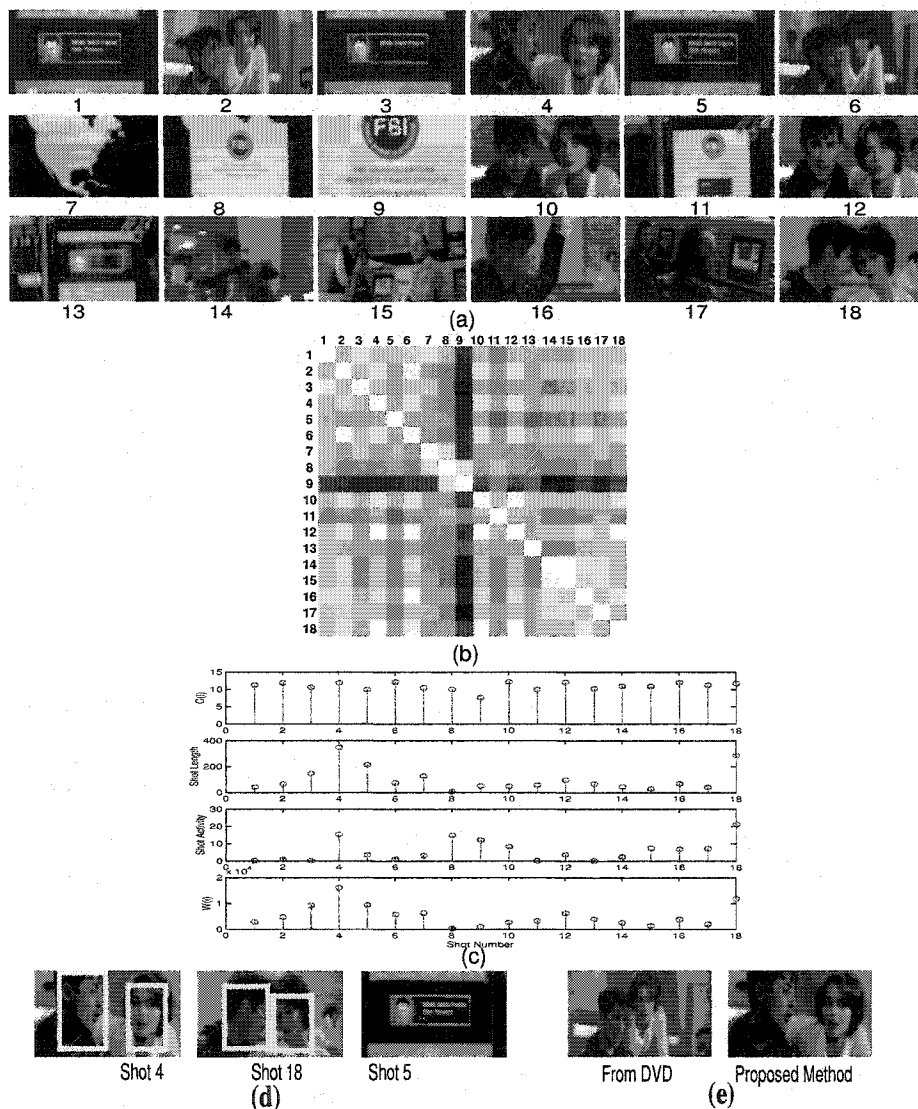 1 2 3 4 5 6
FBI
7 8 9 10 11 12
13 14 15 16 17 18
(a)
1 2 3 4 5 6 7 8 9 10 11 12 13 14 15 16 17 18
1
2
3
4
5
6
7
8
9
10
11
12
13
14
15
16
17
18
(b)
15
10
5
0
C(i)
0 2 4 6 8 10 12 14 16 18
400
200
0
Shot Length
0 2 4 6 8 10 12 14 16 18
30
20
10
0
Shot Activity
0 2 4 6 8 10 12 14 16 18
× 10⁴
2
1
0
W(i)
0 2 4 6 8 10 12 14 16 18
Shot Number
(c)
Shot 4 Shot 18 Shot 5 From DVD Proposed Method
(d) (e)